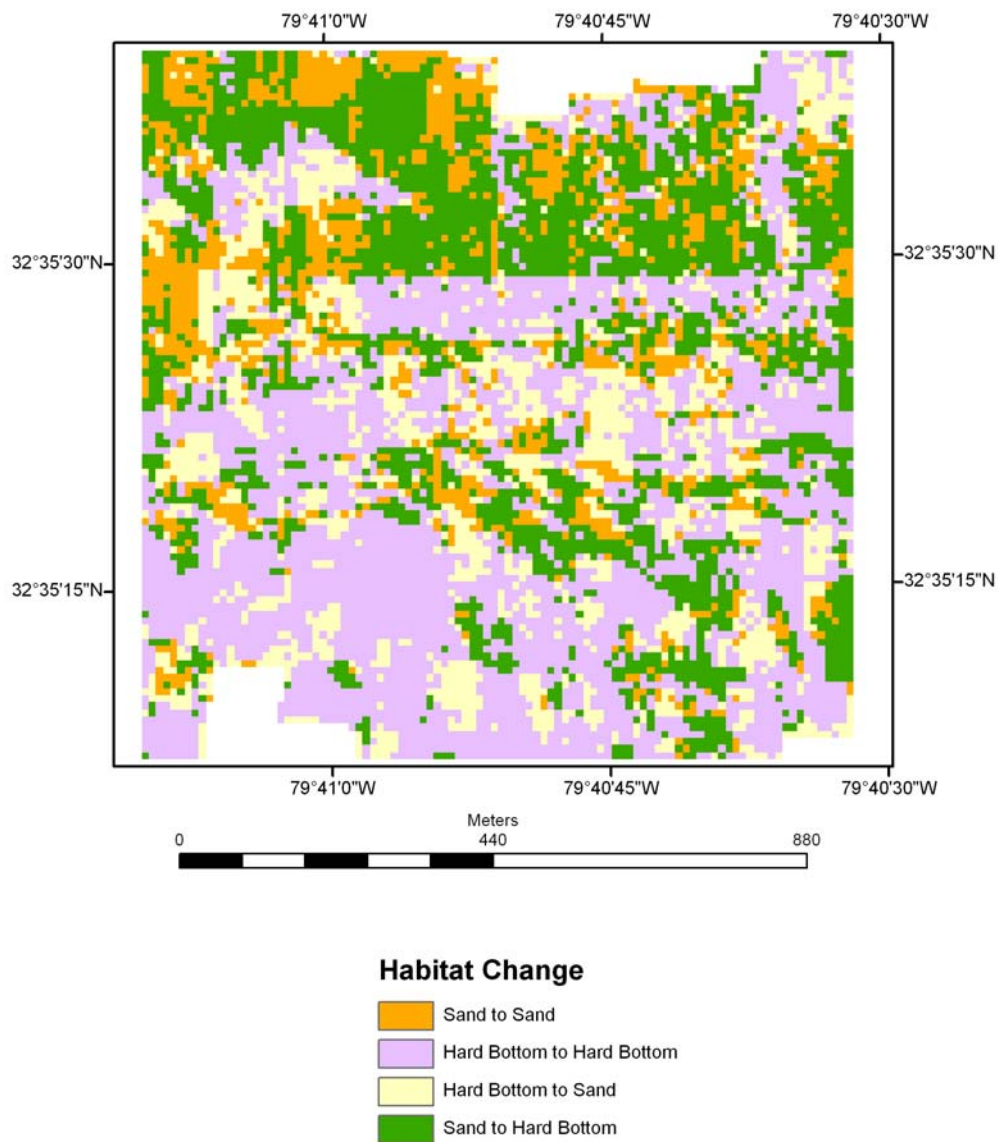 79°41'0"W 79°40'45"W 79°40'30"W
32°35'30"N 32°35'30"N
32°35'15"N 32°35'15"N
79°41'0"W 79°40'45"W 79°40'30"W
Meters
0 440 880
Habitat Change
Sand to Sand
Hard Bottom to Hard Bottom
Hard Bottom to Sand
Sand to Hard Bottom